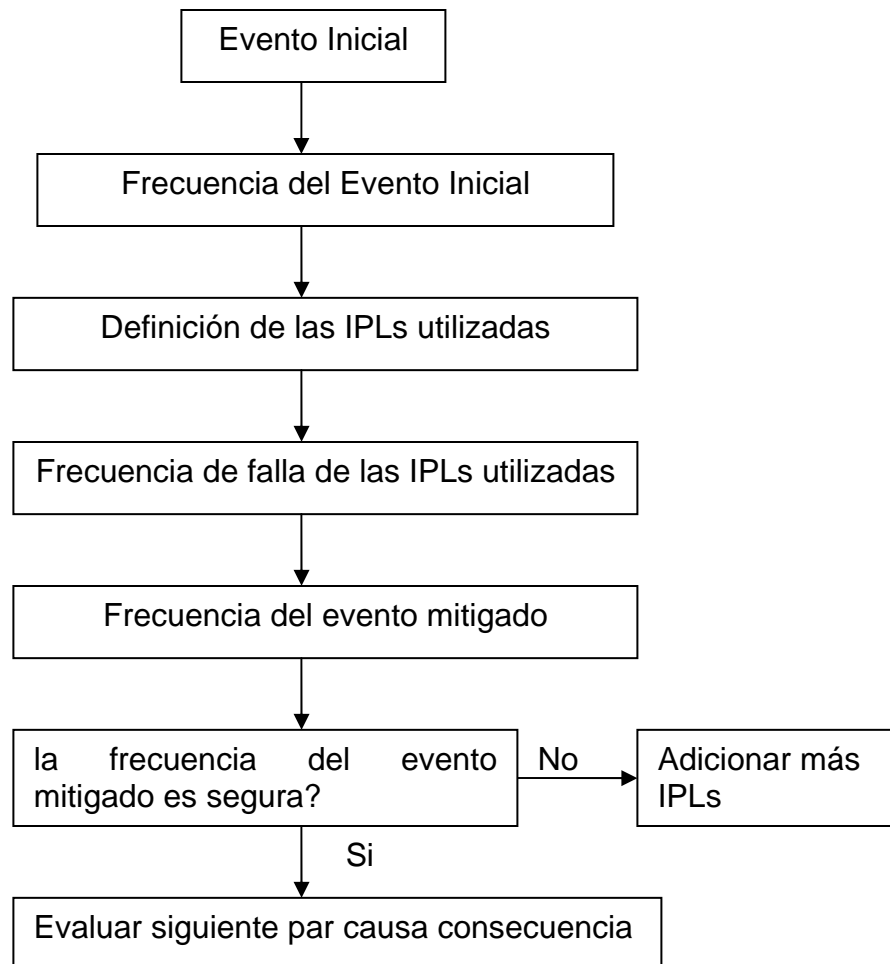 Evento Inicial
Frecuencia del Evento Inicial
Definición de las IPLs utilizadas
Frecuencia de falla de las IPLs utilizadas
Frecuencia del evento mitigado
la frecuencia del evento
mitigado es segura?
No
Adicionar más
IPLs
Si
Evaluar siguiente par causa consecuencia